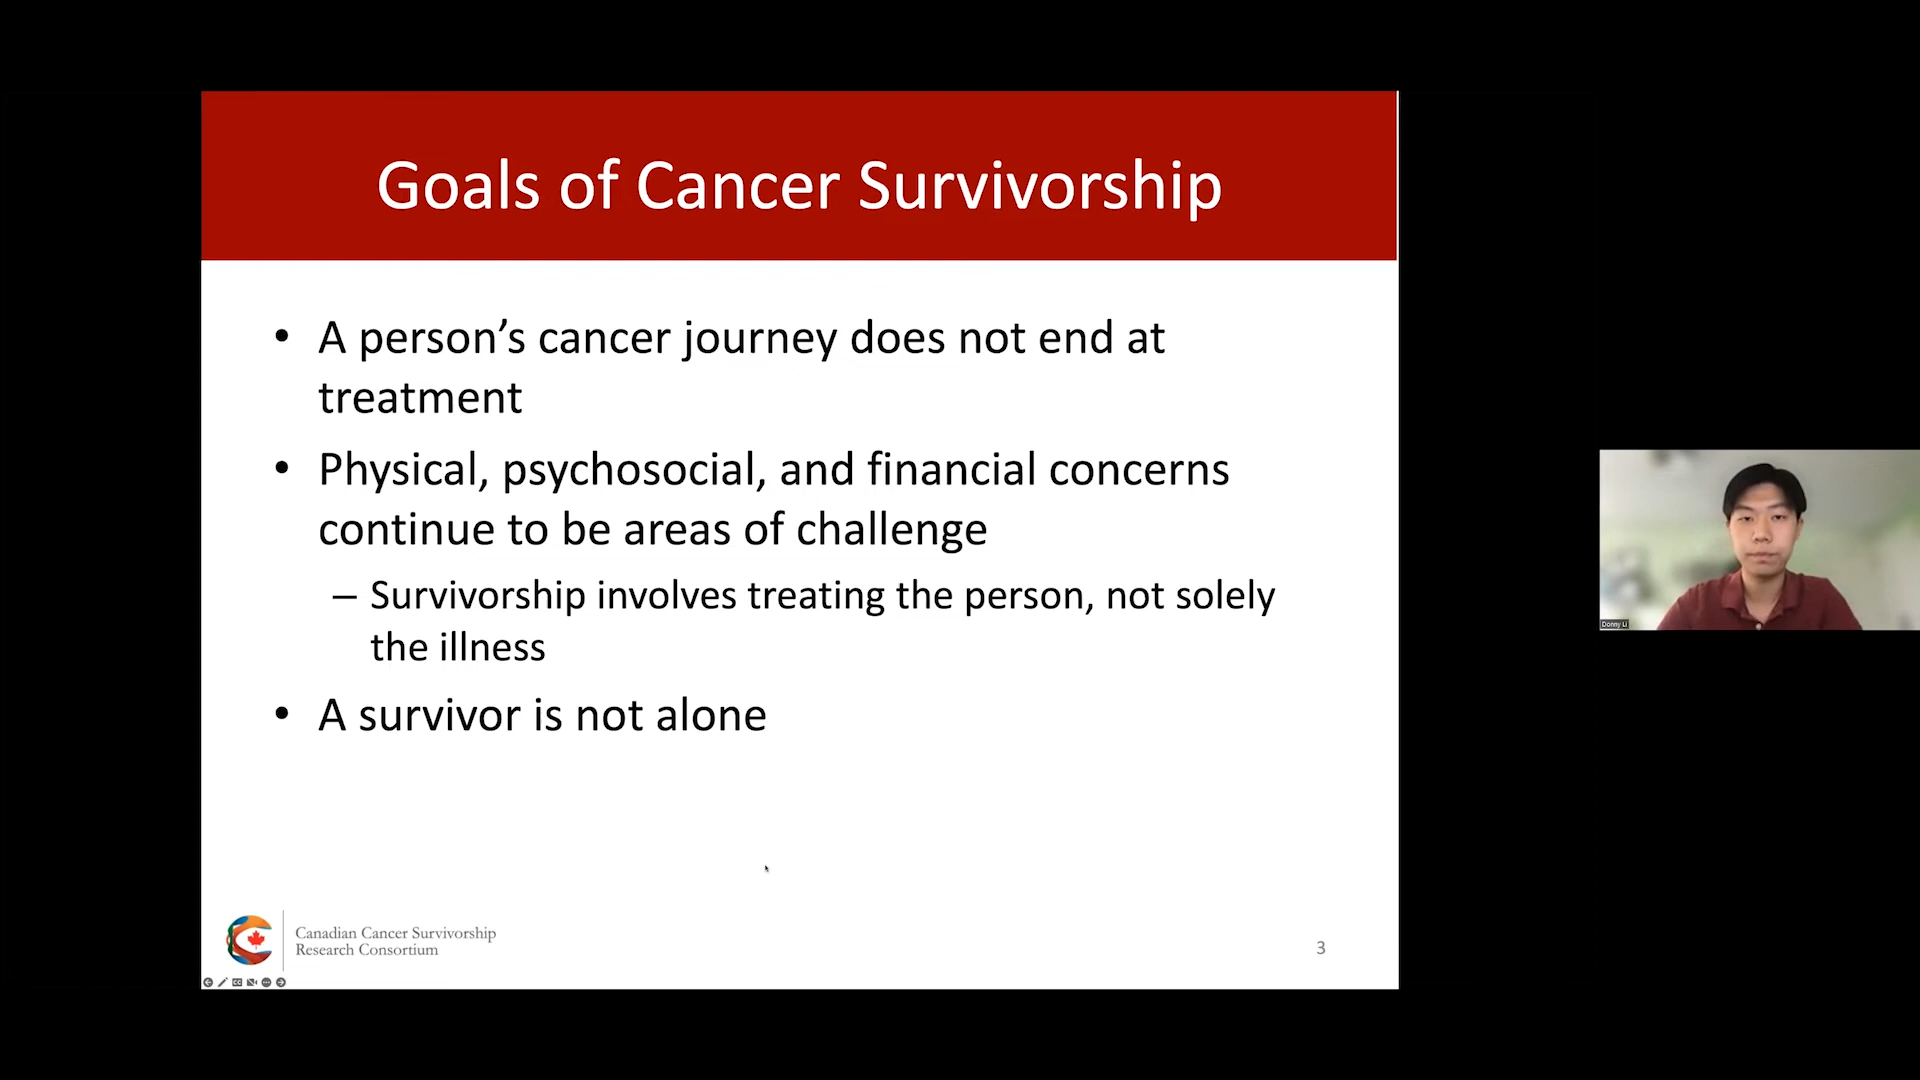 Goals of Cancer Survivorship
• A person’s cancer journey does not end at
treatment
• Physical, psychosocial, and financial concerns
continue to be areas of challenge
– Survivorship involves treating the person, not solely
the illness
• A survivor is not alone
Canadian Cancer Survivorship
Research Consortium
3
Donny Li